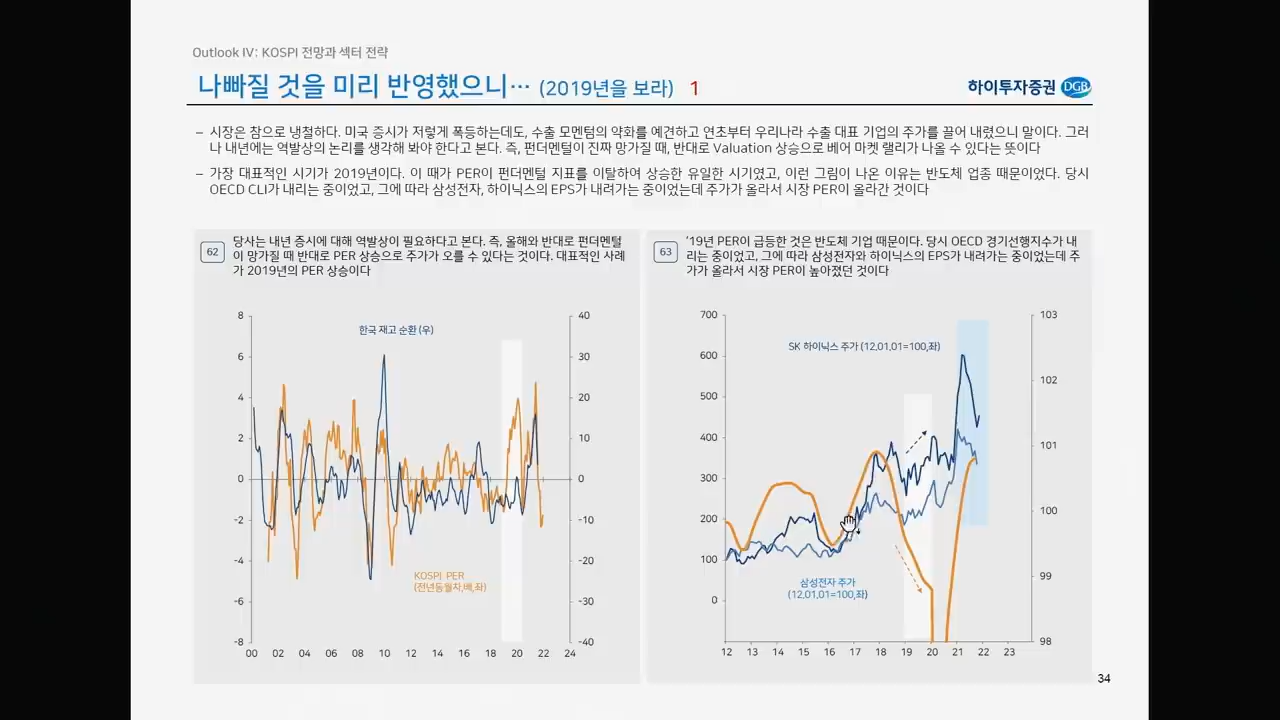 Outlook IV: KOSPI 전망과 섹터 전략
나빠질 것을 미리 반영했으니… (2019년을 보라) 1
하이투자증권 DGB
– 시장은 참으로 냉철하다. 미국 증시가 저렇게 폭등하는데도, 수출 모멘텀의 약화를 예견하고 연초부터 우리나라 수출 대표 기업의 주가를 끌어 내렸으니 말이다. 그러
나 내년에는 역발상의 논리를 생각해 봐야 한다고 본다. 즉, 펀더멘털이 진짜 망가질 때, 반대로 Valuation 상승으로 베어 마켓 랠리가 나올 수 있다는 뜻이다
– 가장 대표적인 시기가 2019년이다. 이 때가 PER이 펀더멘털 지표를 이탈하여 상승한 유일한 시기였고, 이런 그림이 나온 이유는 반도체 업종 때문이었다. 당시
OECD CLI가 내리는 중이었고, 그에 따라 삼성전자, 하이닉스의 EPS가 내려가는 중이었는데 주가가 올라서 시장 PER이 올라간 것이다
62
당사는 내년 증시에 대해 역발상이 필요하다고 본다. 즉, 올해와 반대로 펀더멘털
이 망가질 때 반대로 PER 상승으로 주가가 오를 수 있다는 것이다. 대표적인 사례
가 2019년의 PER 상승이다
8
6
4
2
0
-2
-4
-6
-8
한국 재고 순환 (우)
KOSPI PER
(전년동월차,배,좌)
40
30
20
10
0
-10
-20
-30
-40
00 02 04 06 08 10 12 14 16 18 20 22 24
63
'19년 PER이 급등한 것은 반도체 기업 때문이다. 당시 OECD 경기선행지수가 내
리는 중이었고, 그에 따라 삼성전자와 하이닉스의 EPS가 내려가는 중이었는데 주
가가 올라서 시장 PER이 높아졌던 것이다
700
600
500
400
300
200
100
0
SK 하이닉스 주가 (12,01,01=100,좌)
삼성전자 주가
(12,01,01=100,좌)
103
102
101
100
99
98
12 13 14 15 16 17 18 19 20 21 22 23
34